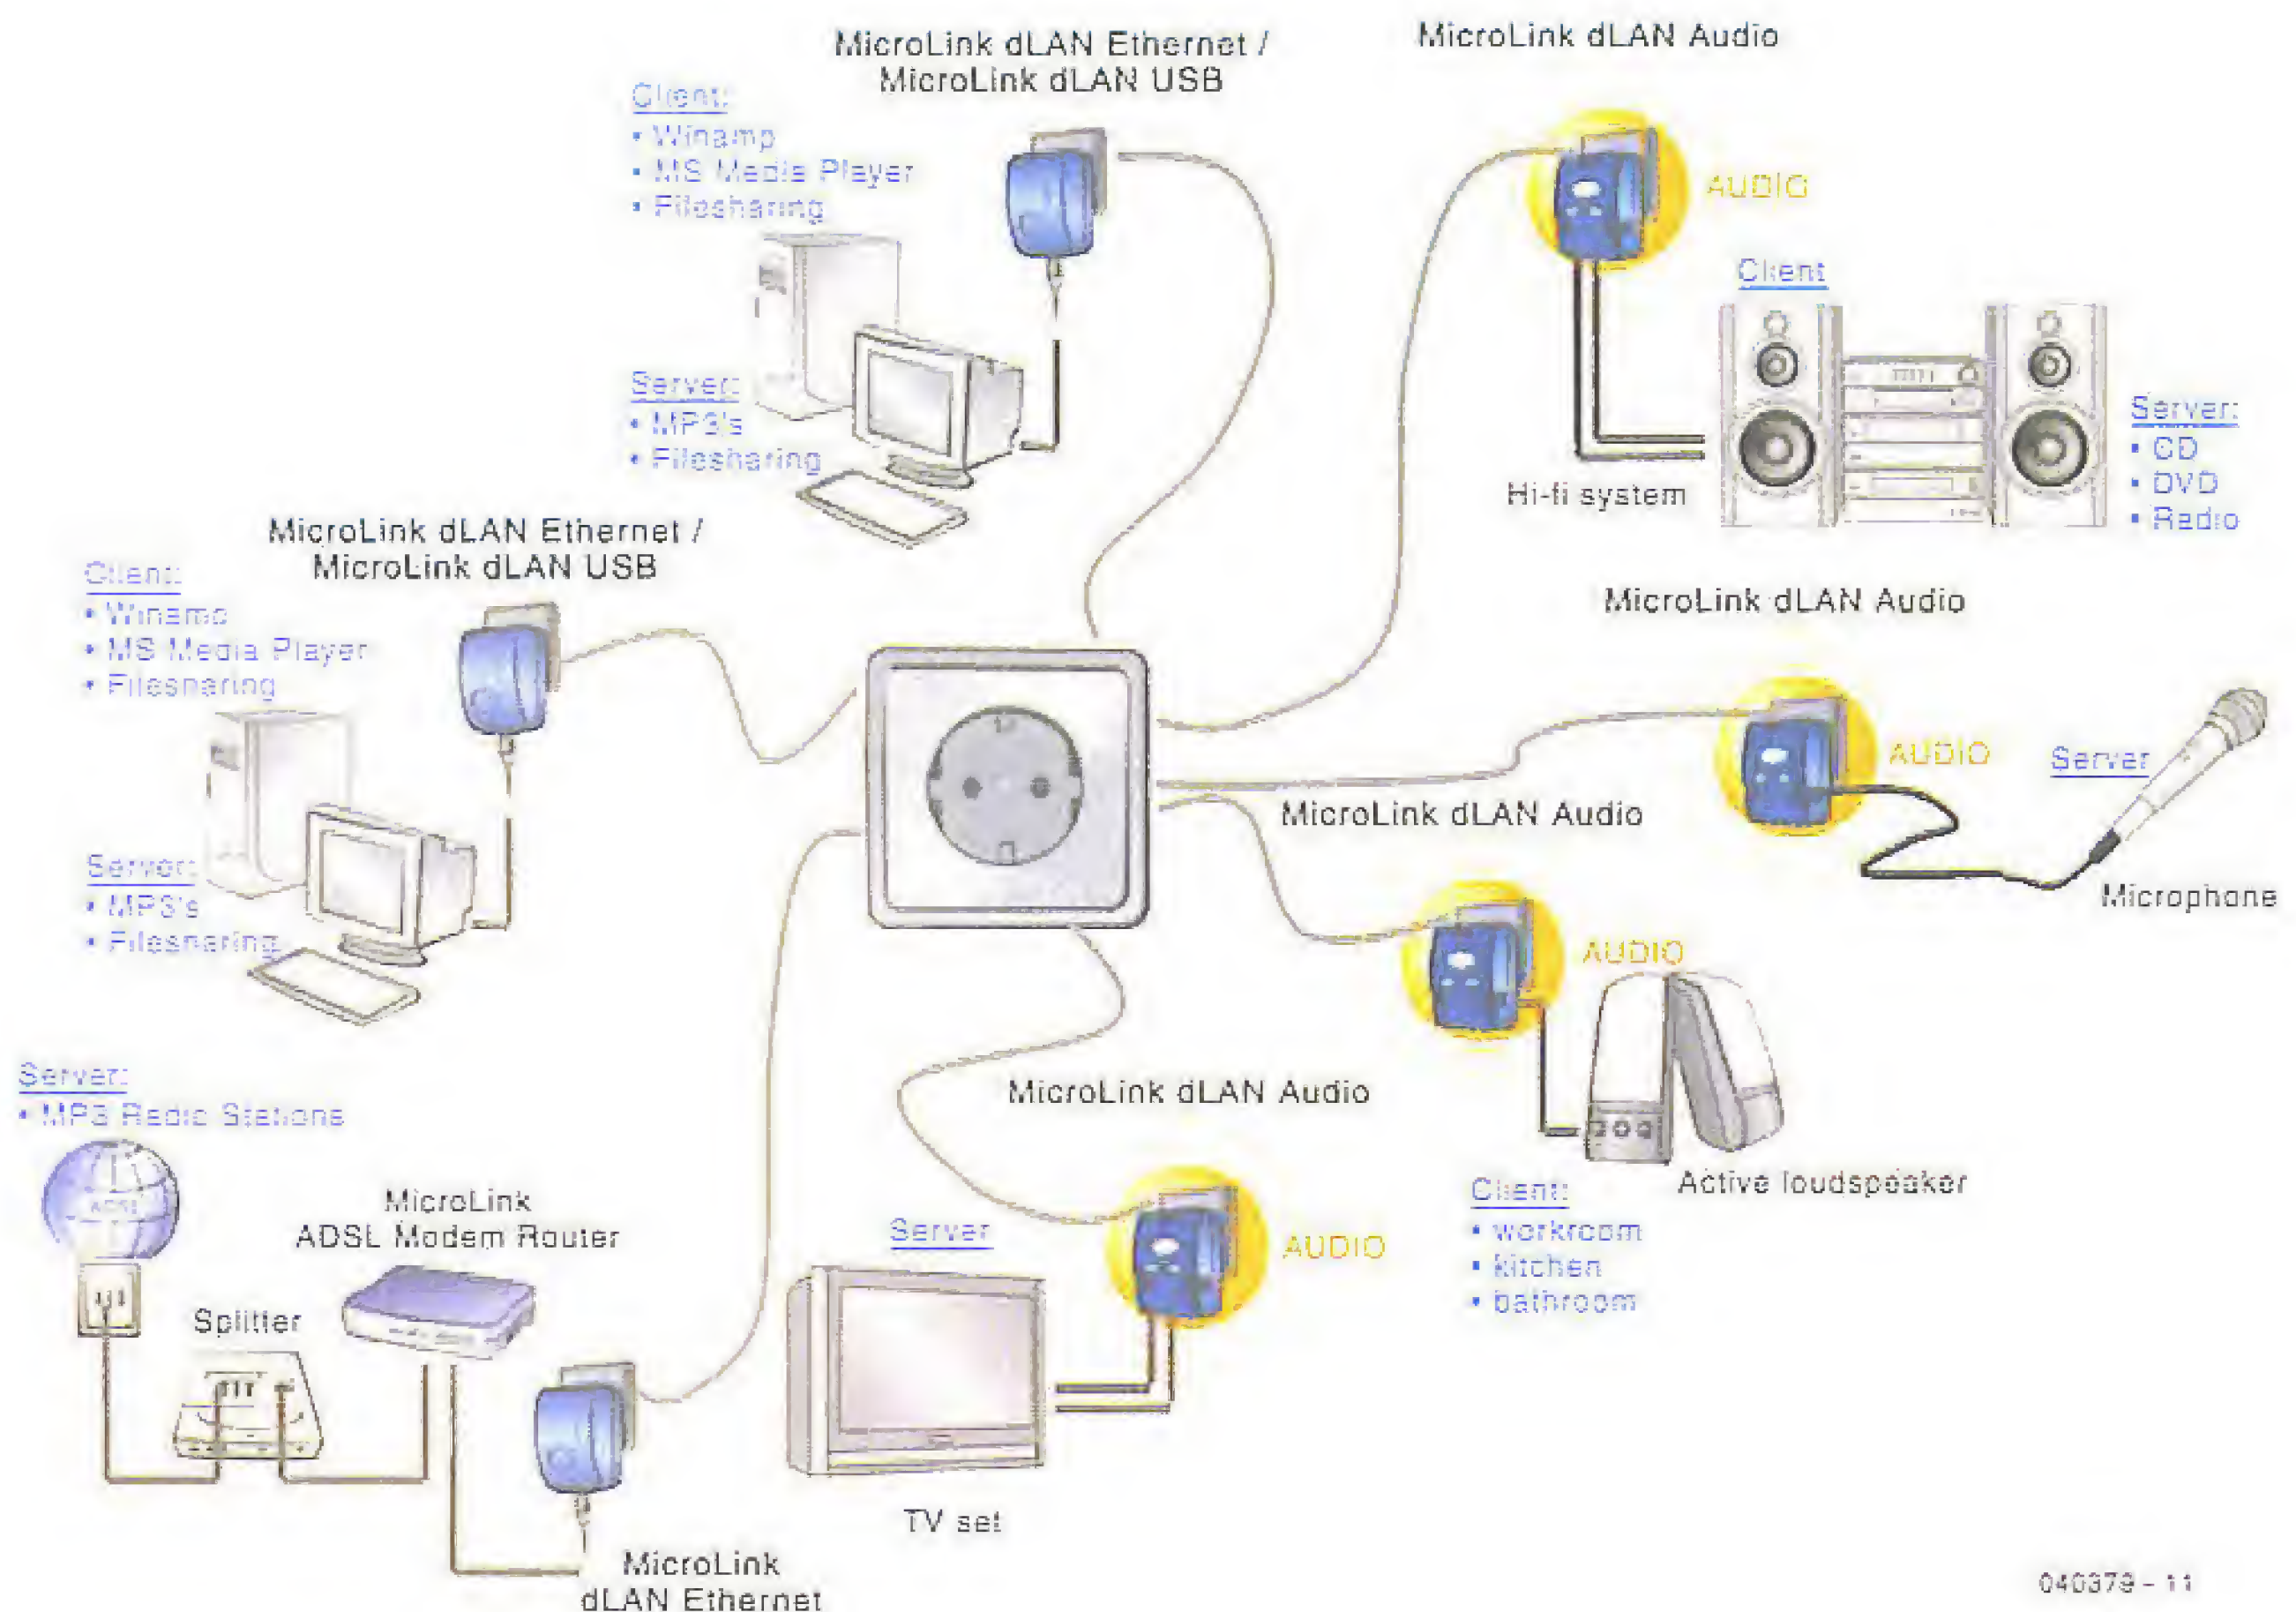 MicroLink dLAN Ethernet /
MicroLink dLAN USB
Client:
• Winamp
• MS Media Player
• Filesharing
Server:
• MP3's
• Filesharing
MicroLink dLAN Audio
AUDIO
Client
Hi-fi system
Server:
• CD
• DVD
• Radio
MicroLink dLAN Ethernet /
MicroLink dLAN USB
Client:
• Winamp
• MS Media Player
• Filesharing
Server:
• MP3's
• Filesharing
MicroLink dLAN Audio
AUDIO
Server
Microphone
MicroLink dLAN Audio
AUDIO
Active loudspeaker
Client:
• workroom
• kitchen
• bathroom
MicroLink dLAN Audio
AUDIO
Server
TV set
Server:
• MP3 Radio Stations
ADSL
Splitter
MicroLink
ADSL Modem Router
MicroLink
dLAN Ethernet
040379 - 11